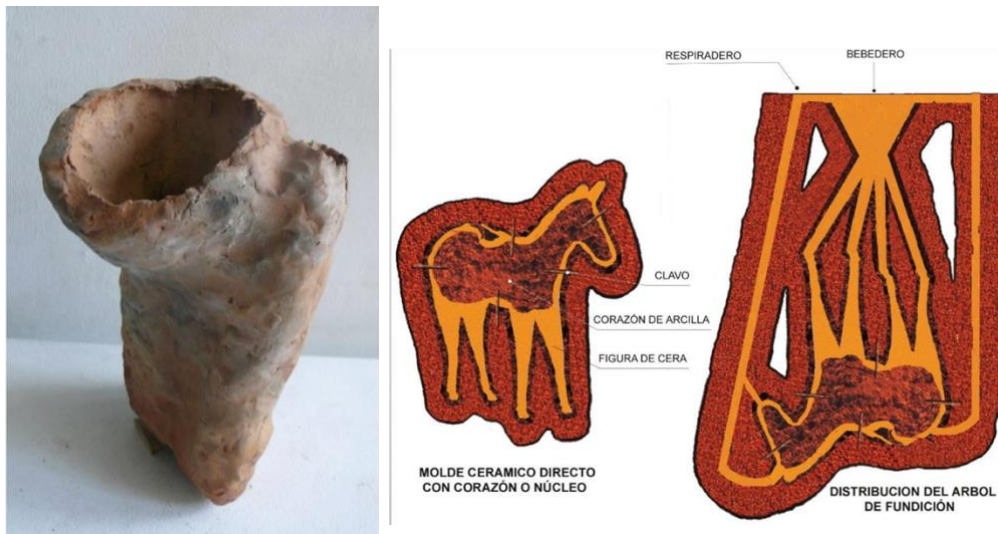 RESPIRADERO
BEBEDERO
CLAVO
CORAZÓN DE ARCILLA
FIGURA DE CERA
MOLDE CERAMICO DIRECTO
CON CORAZÓN O NÚCLEO
DISTRIBUCION DEL ARBOL
DE FUNDICIÓN